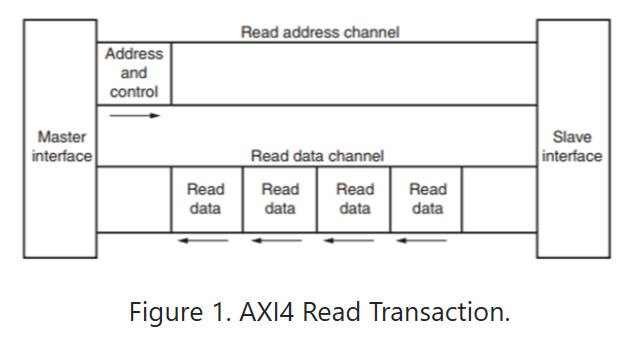 Read address channel
Address
and
control
Master
interface
Slave
interface
Read data channel
Read
data
Read
data
Read
data
Read
data
Figure 1. AXI4 Read Transaction.